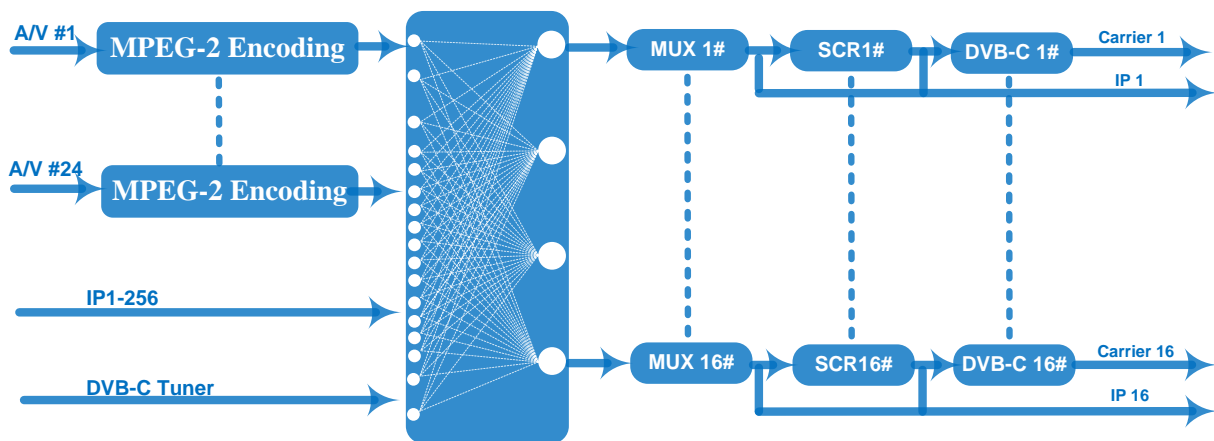 A/V #1
MPEG-2 Encoding
MUX 1#
SCR1#
DVB-C 1#
Carrier 1
IP 1
A/V #24
MPEG-2 Encoding
IP1-256
MUX 16#
SCR16#
DVB-C 16#
Carrier 16
IP 16
DVB-C Tuner